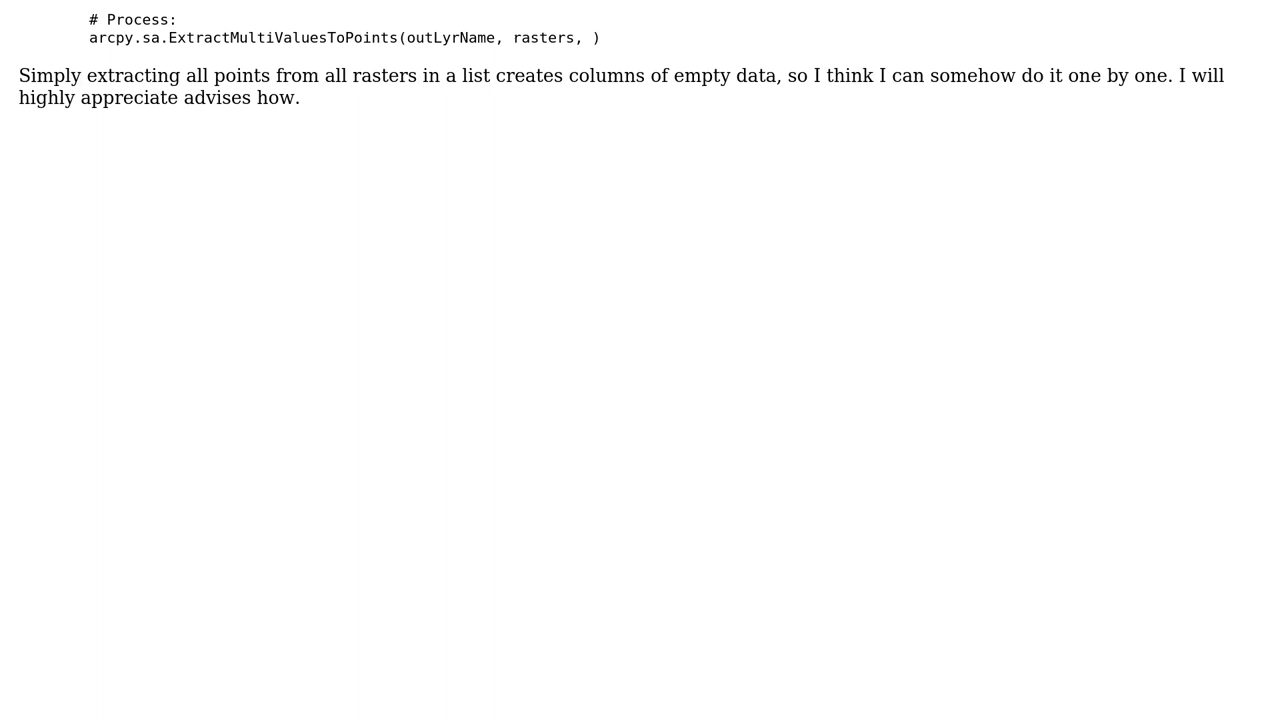 # Process:
arcpy.sa.ExtractMultiValuesToPoints(outLyrName, rasters, )
Simply extracting all points from all rasters in a list creates columns of empty data, so I think I can somehow do it one by one. I will
highly appreciate advises how.